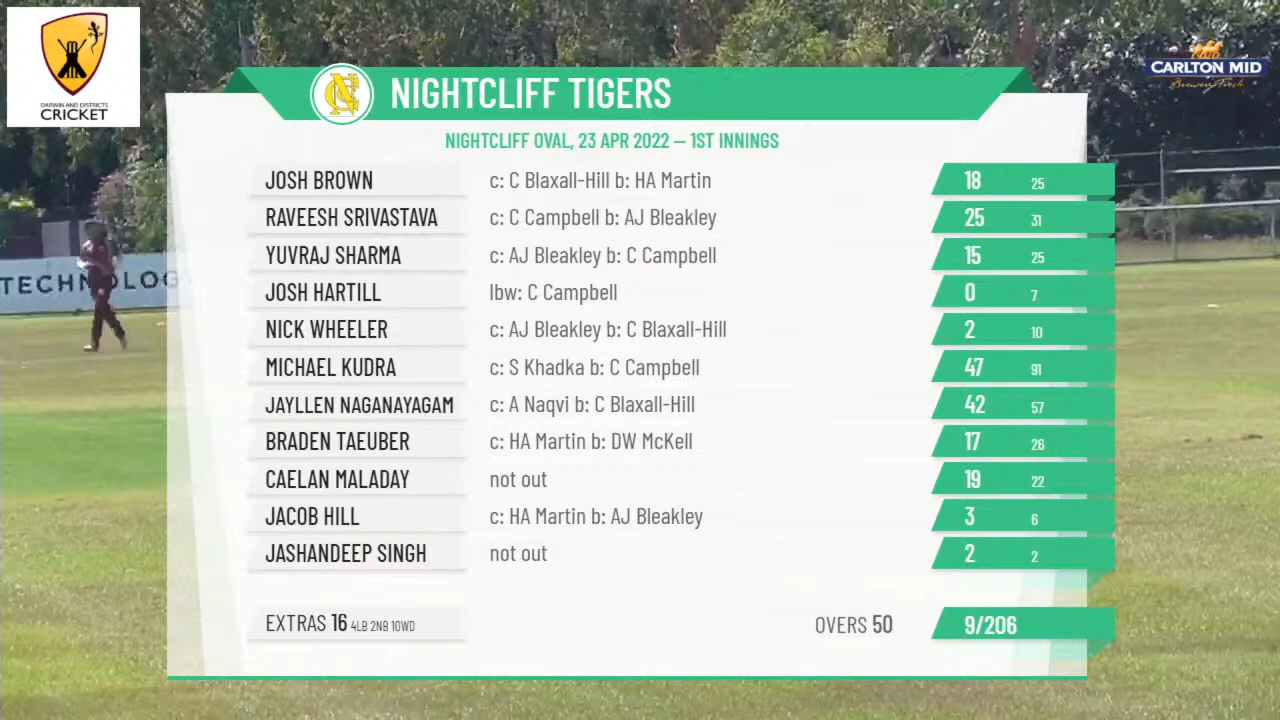 DARWIN AND DISTRICTS
CRICKET
CARLTON MID
Brewery Fresh
NC
NIGHTCLIFF TIGERS
NIGHTCLIFF OVAL, 23 APR 2022 – 1ST INNINGS
JOSH BROWN c: C Blaxall-Hill b: HA Martin 18 25
RAVEESH SRIVASTAVA c: C Campbell b: AJ Bleakley 25 31
YUVRAJ SHARMA c: AJ Bleakley b: C Campbell 15 25
JOSH HARTILL lbw: C Campbell 0 7
NICK WHEELER c: AJ Bleakley b: C Blaxall-Hill 2 10
MICHAEL KUDRA c: S Khadka b: C Campbell 47 91
JAYLLEN NAGANAYAGAM c: A Naqvi b: C Blaxall-Hill 42 57
BRADEN TAEUBER c: HA Martin b: DW McKell 17 26
CAELAN MALADAY not out 19 22
JACOB HILL c: HA Martin b: AJ Bleakley 3 6
JASHANDEEP SINGH not out 2 2
EXTRAS 16 4LB 2NB 10WD OVERS 50 9/206
TECHNOLOG